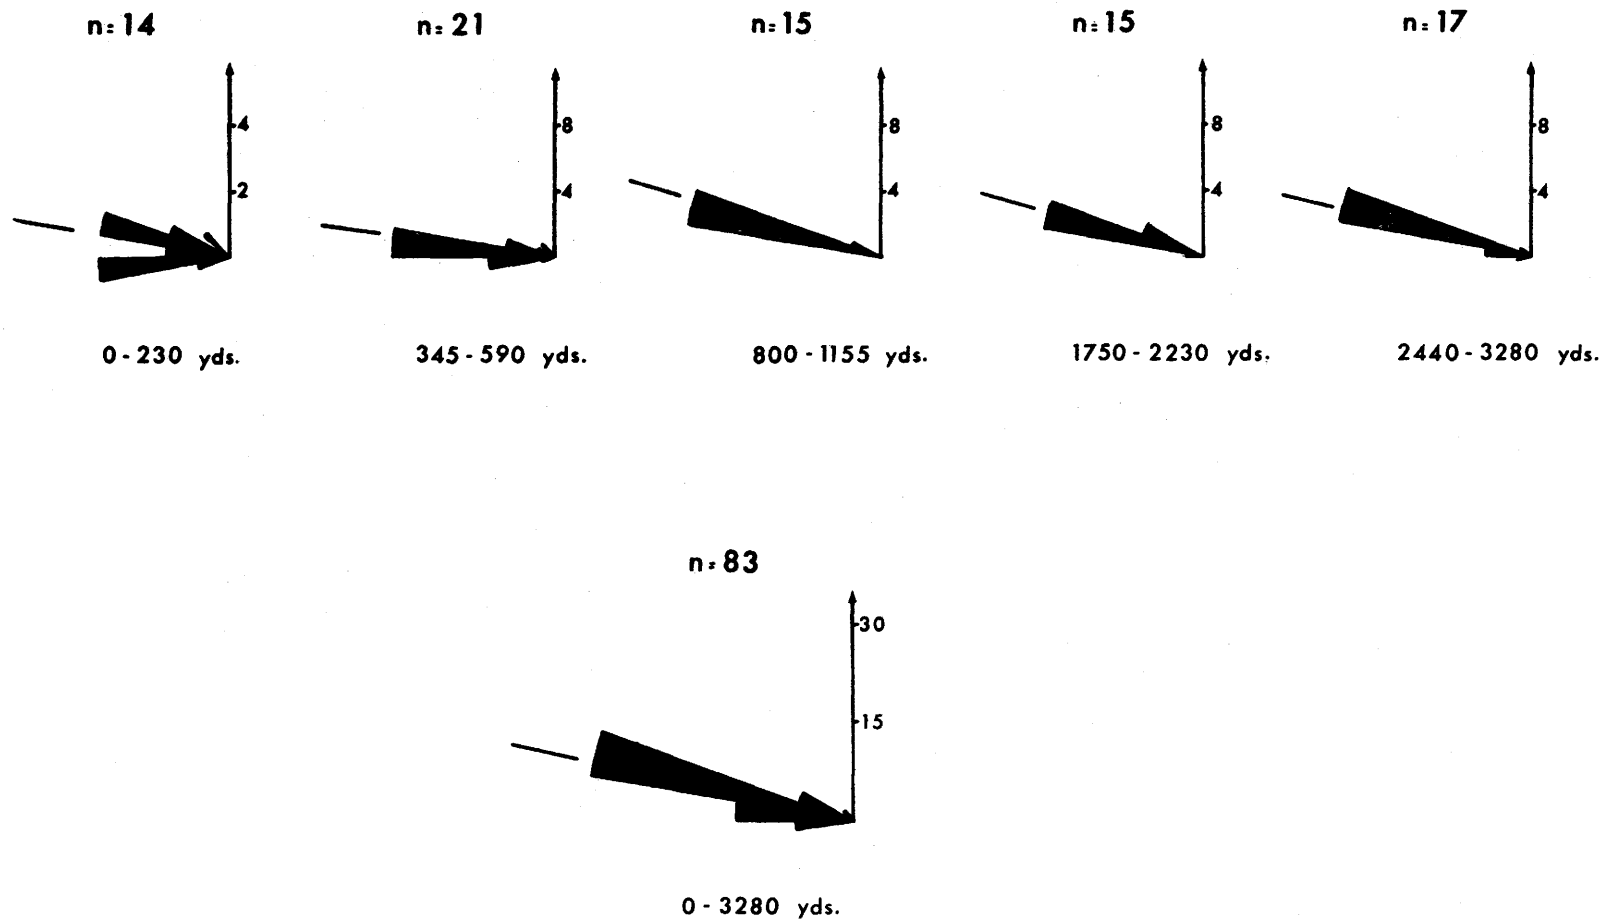 n=14 n=21 n=15 n=15 n=17
4 8 8 8 8
2 4 4 4 4
0-230 yds. 345-590 yds. 800-1155 yds. 1750-2230 yds. 2440-3280 yds.
n=83
30
15
0-3280 yds.